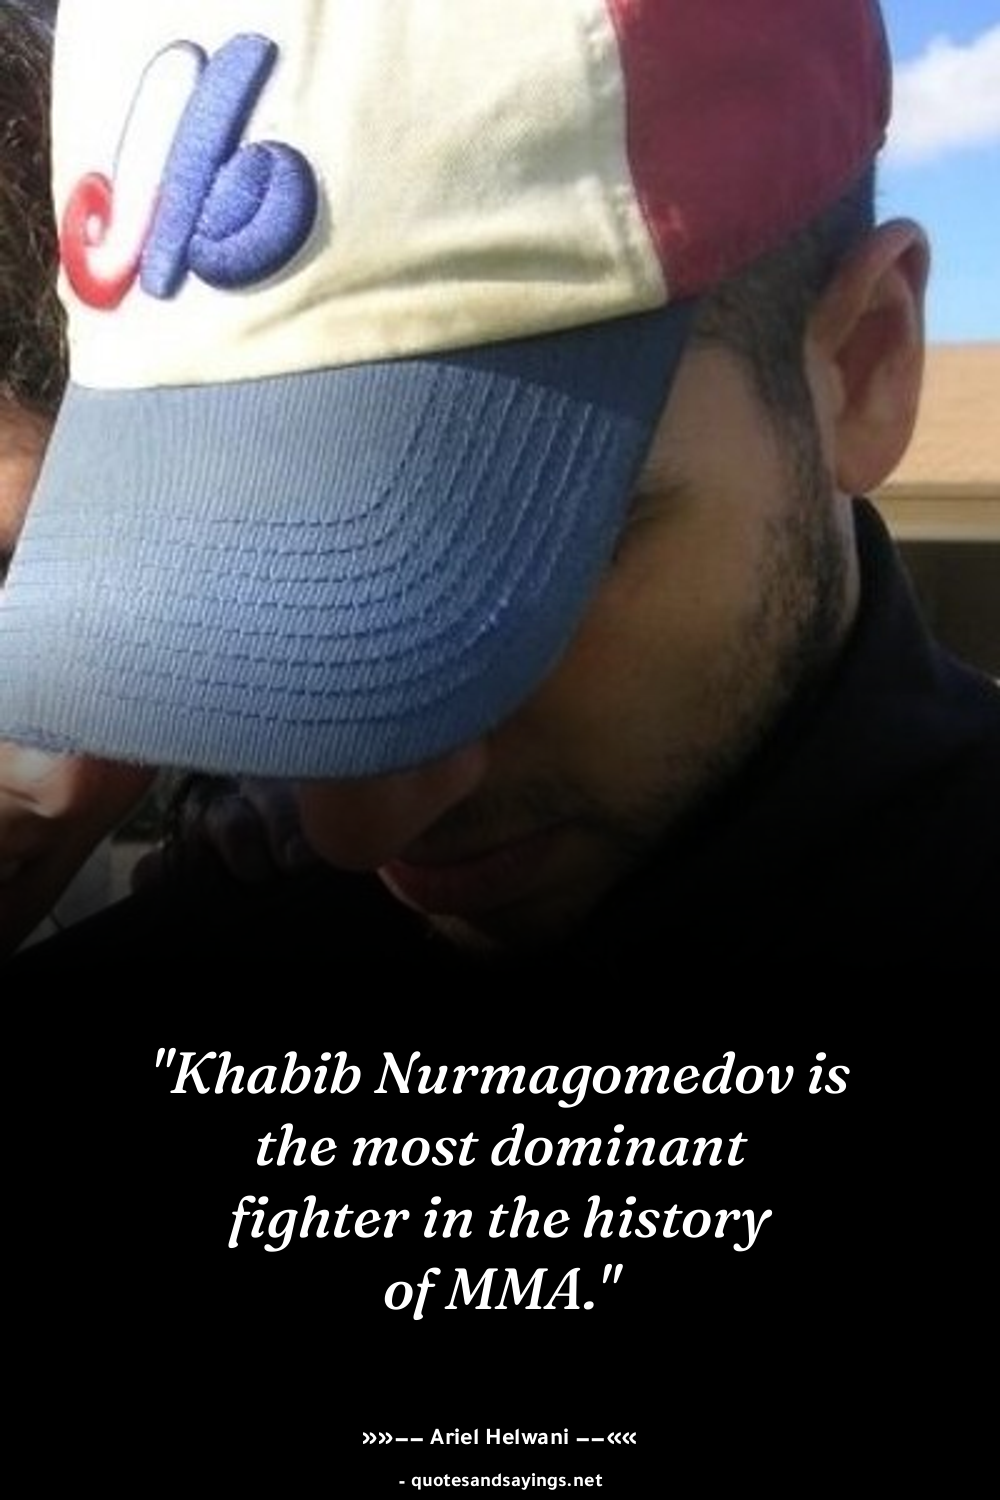 "Khabib Nurmagomedov is
the most dominant
fighter in the history
of MMA."
»»–– Ariel Helwani ––««
- quotesandsayings.net